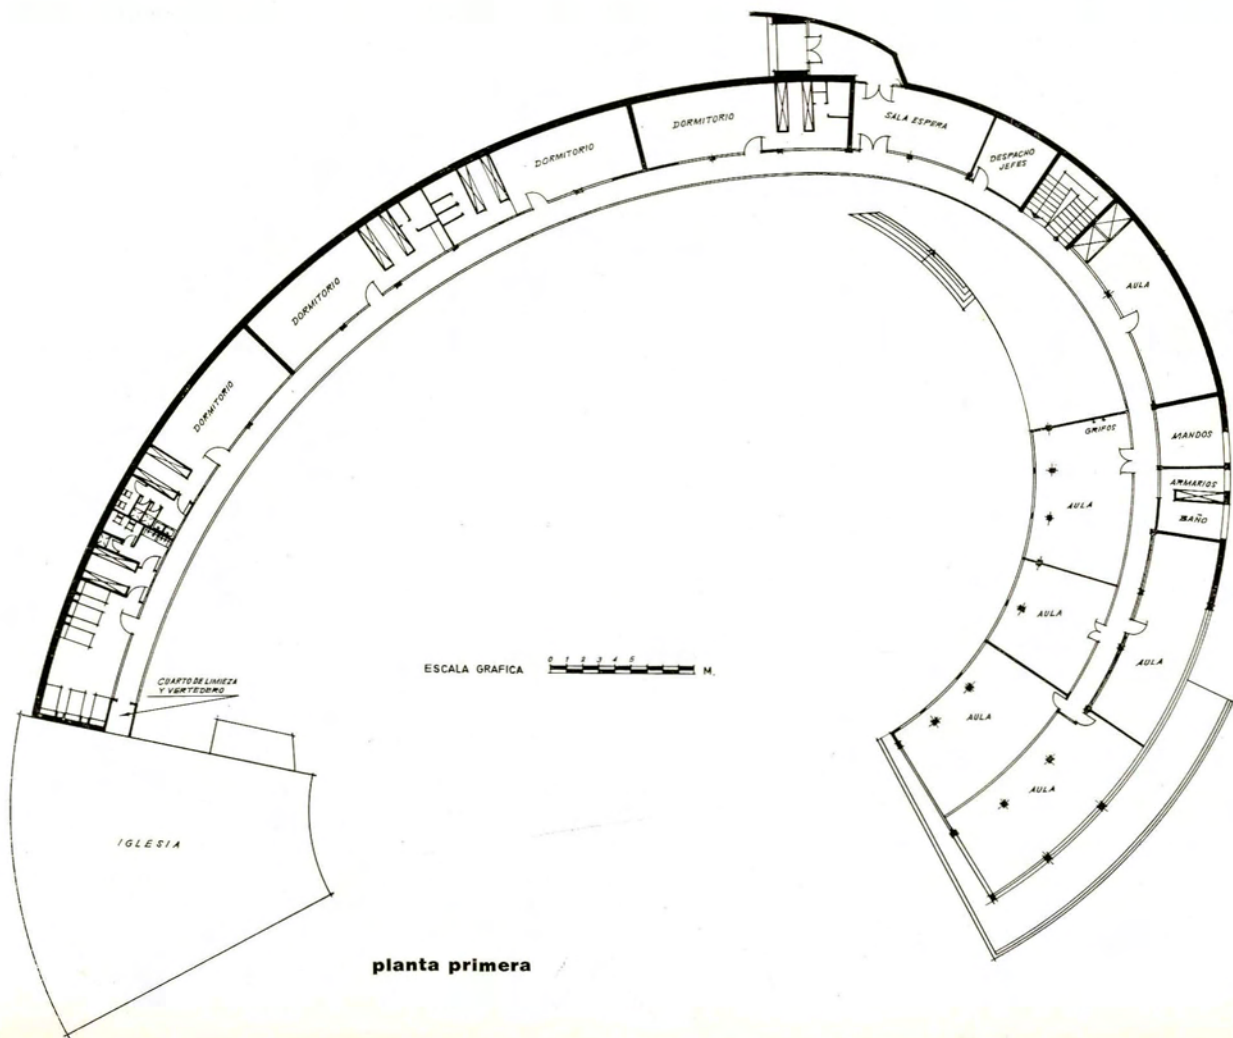 DORMITORIO
SALA ESPERA
DORMITORIO
DESPACHO
JEFES
DORMITORIO
AULA
DORMITORIO
GRIFOS
MANDOS
ARMARIOS
AULA
BAÑO
AULA
AULA
ESCALA GRAFICA 0 1 2 3 4 5 M.
CUARTO DE LIMIEZA
Y VERTEDERO
AULA
AULA
IGLESIA
planta primera